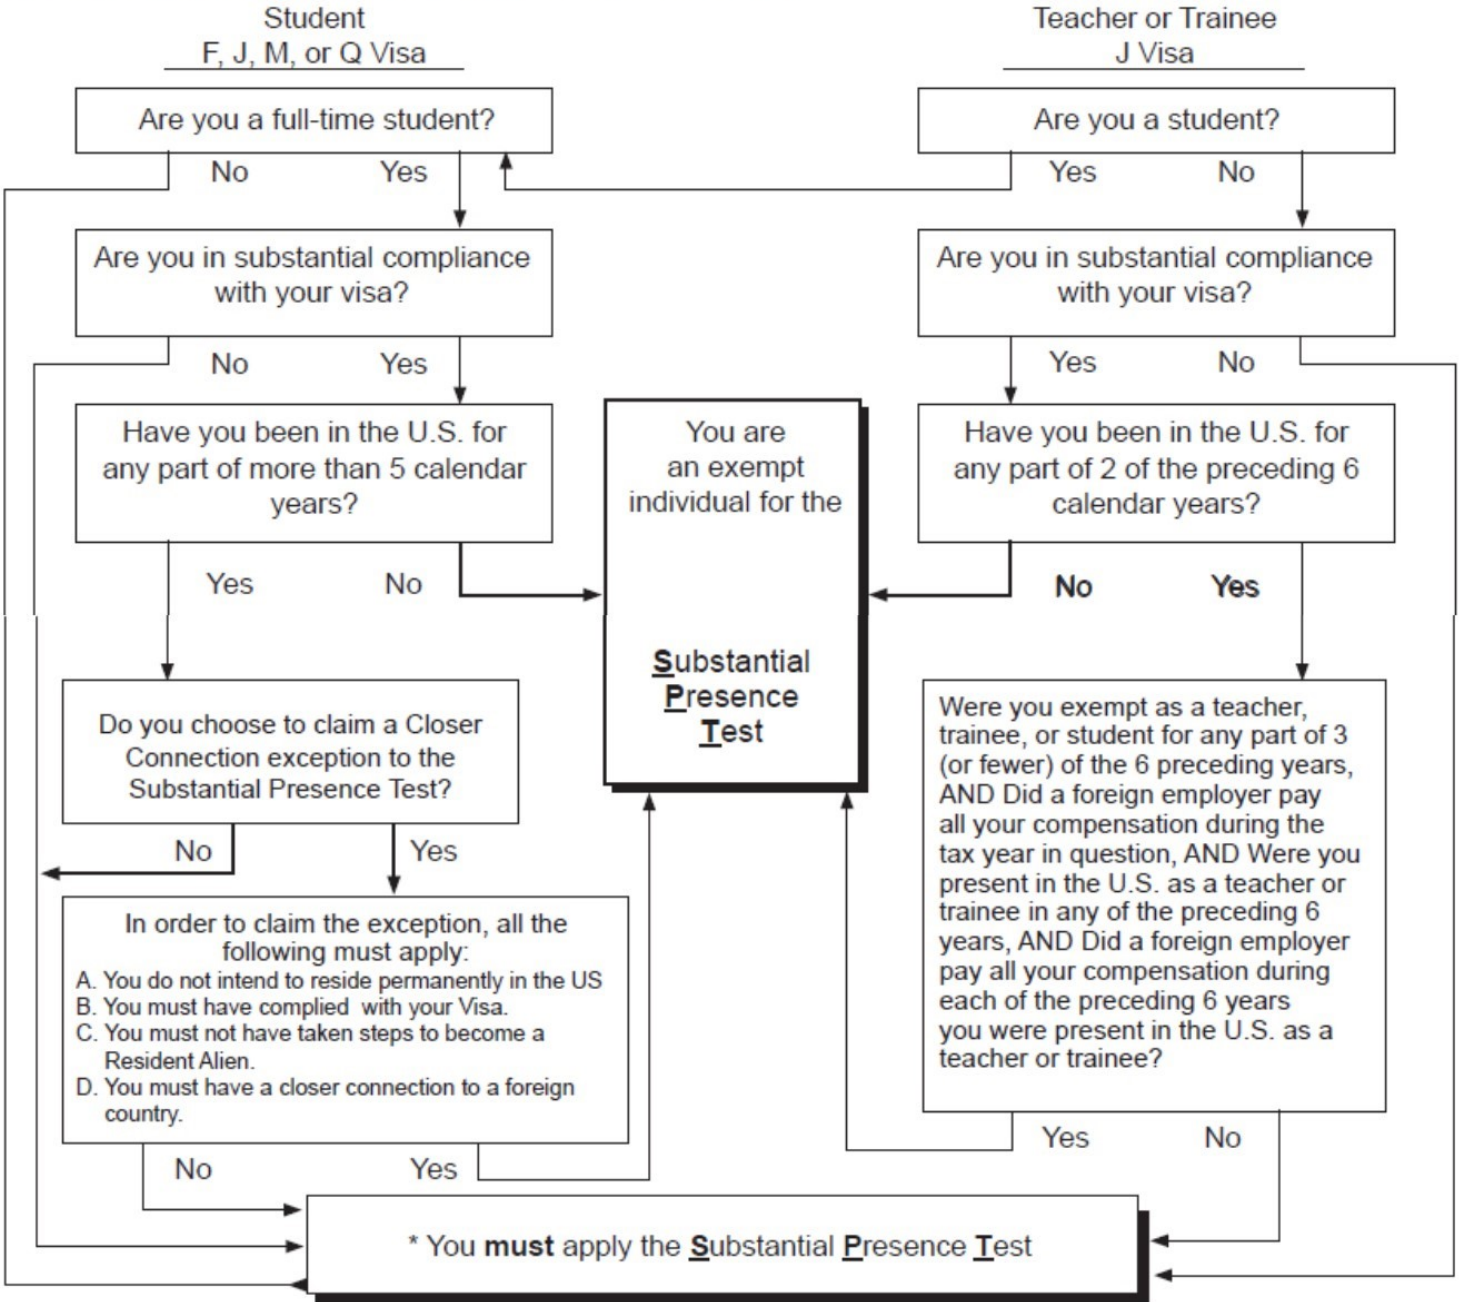 Student
F, J, M, or Q Visa
Are you a full-time student?
No
Yes
Are you in substantial compliance
with your visa?
No
Yes
Have you been in the U.S. for
any part of more than 5 calendar
years?
Yes
No
Do you choose to claim a Closer
Connection exception to the
Substantial Presence Test?
No
Yes
In order to claim the exception, all the
following must apply:
A. You do not intend to reside permanently in the US
B. You must have complied with your Visa.
C. You must not have taken steps to become a
Resident Alien.
D. You must have a closer connection to a foreign
country.
No
Yes
You are
an exempt
individual for the
Substantial
Presence
Test
Teacher or Trainee
J Visa
Are you a student?
Yes
No
Are you in substantial compliance
with your visa?
Yes
No
Have you been in the U.S. for
any part of 2 of the preceding 6
calendar years?
No
Yes
Were you exempt as a teacher,
trainee, or student for any part of 3
(or fewer) of the 6 preceding years,
AND Did a foreign employer pay
all your compensation during the
tax year in question, AND Were you
present in the U.S. as a teacher or
trainee in any of the preceding 6
years, AND Did a foreign employer
pay all your compensation during
each of the preceding 6 years
you were present in the U.S. as a
teacher or trainee?
Yes
No
* You must apply the Substantial Presence Test